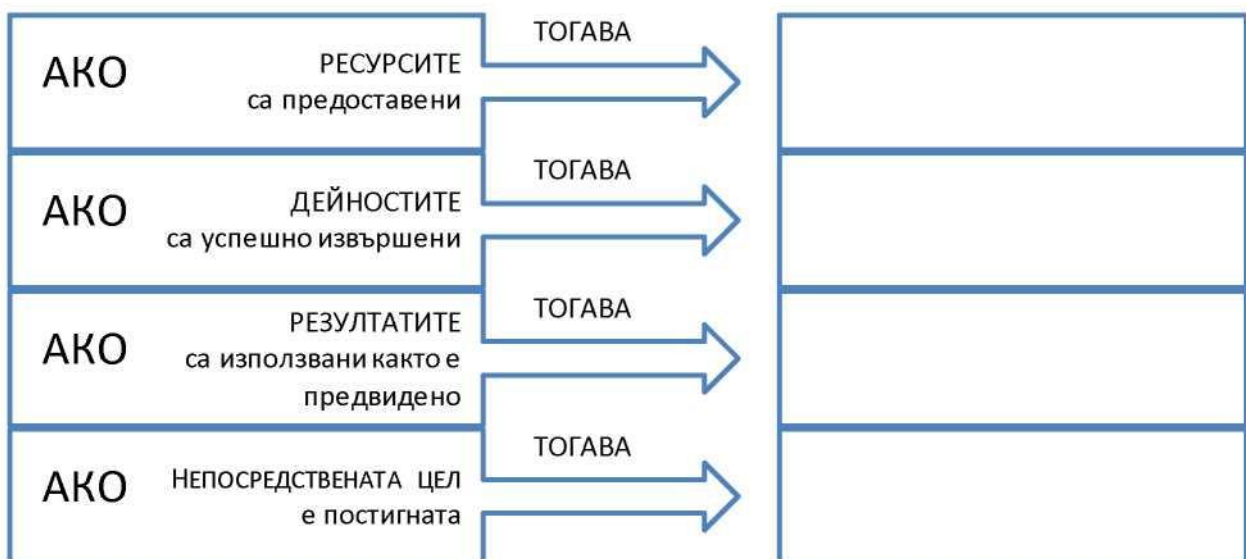 ТОГАВА
АКО
РЕСУРСИТЕ
са предоставени
ТОГАВА
АКО
ДЕЙНОСТИТЕ
са успешно извършени
ТОГАВА
АКО
РЕЗУЛТАТИТЕ
са използвани както е
предвидено
ТОГАВА
АКО
НЕПОСРЕДСТВЕНАТА ЦЕЛ
е постигната